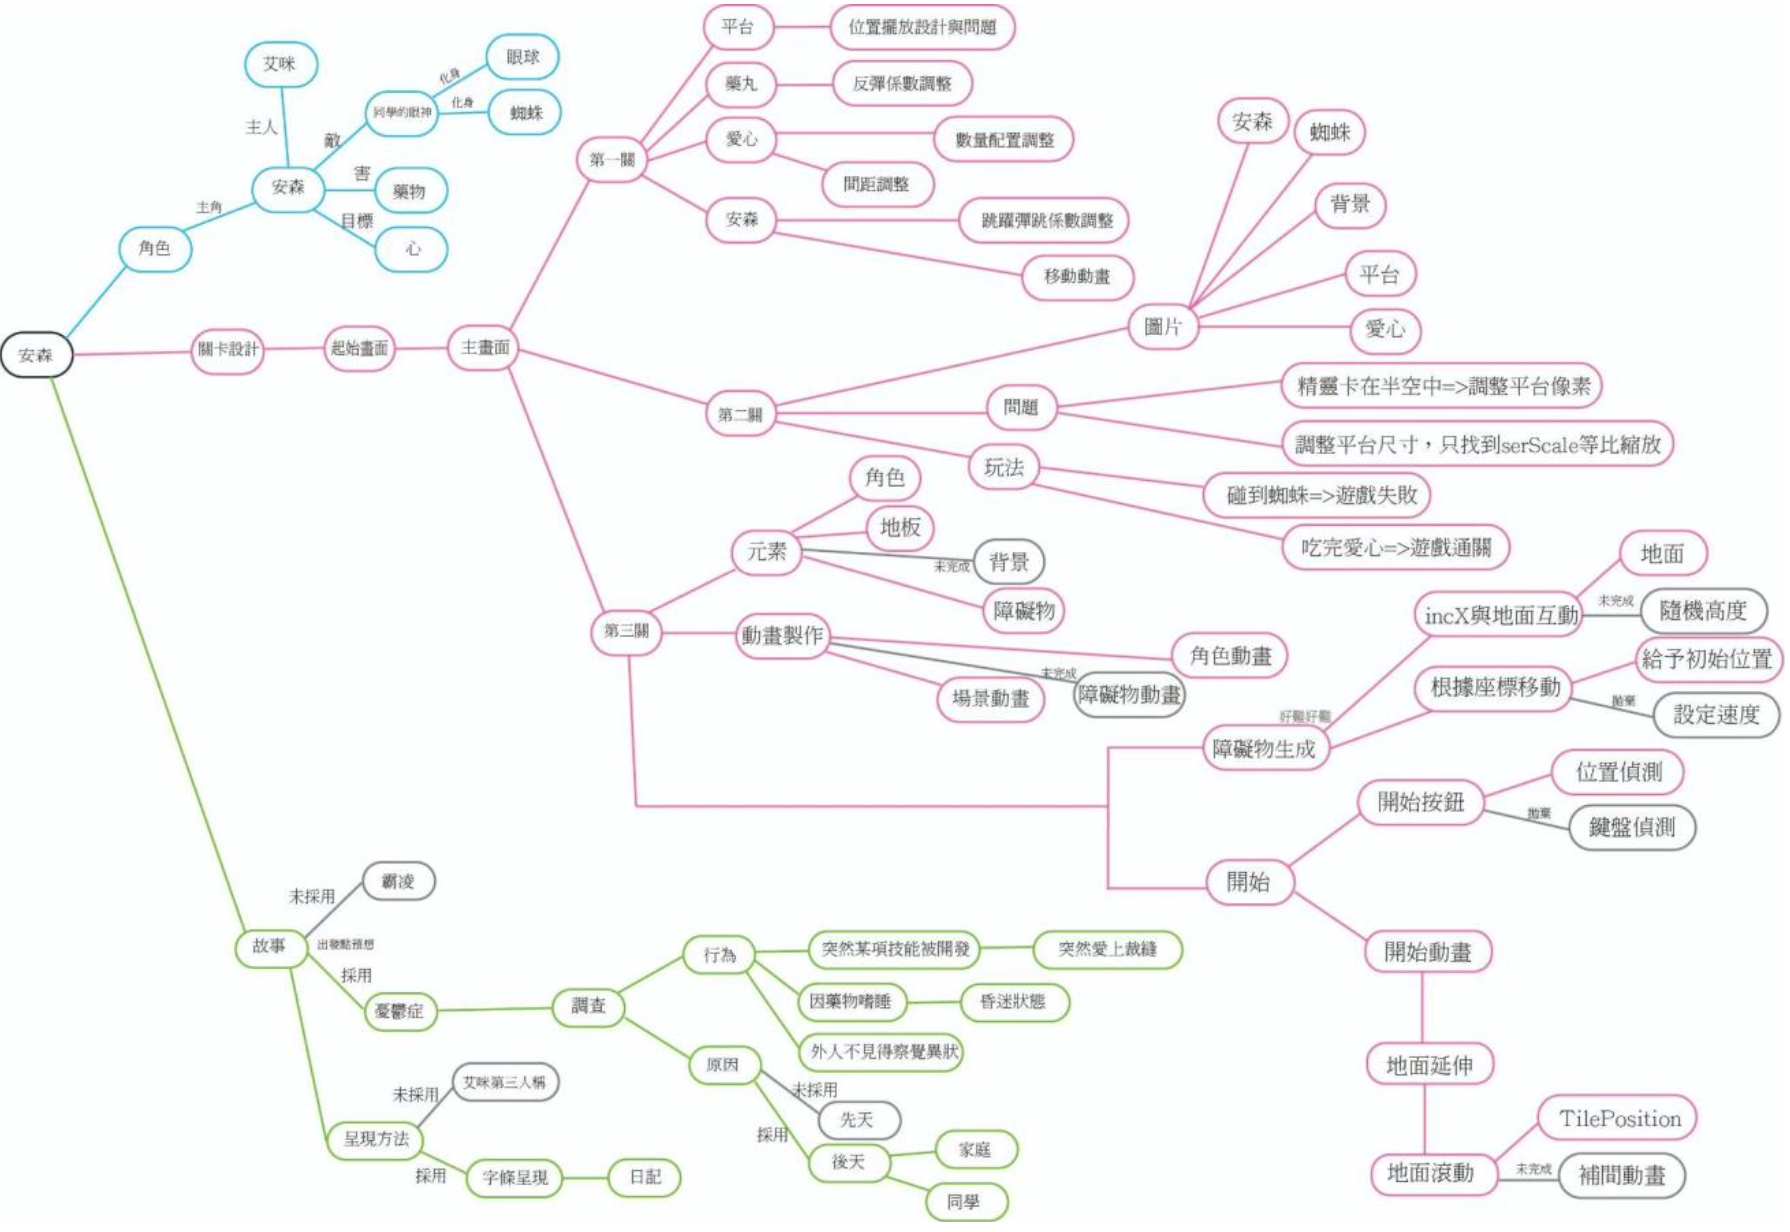 安森
角色
主角
安森
主人
艾咪
敵
同學的眼神
化身
眼球
化身
蜘蛛
害
藥物
目標
心
關卡設計
起始畫面
主畫面
第一關
平台
位置擺放設計與問題
藥丸
反彈係數調整
愛心
數量配置調整
間距調整
安森
跳躍彈跳係數調整
移動動畫
第二關
圖片
安森
蜘蛛
背景
平台
愛心
問題
精靈卡在半空中=>調整平台像素
調整平台尺寸，只找到serScale等比縮放
玩法
碰到蜘蛛=>遊戲失敗
吃完愛心=>遊戲通關
第三關
元素
角色
地板
未完成
背景
障礙物
動畫製作
角色動畫
未完成
障礙物動畫
場景動畫
障礙物生成
好難好難
incX與地面互動
地面
未完成
隨機高度
根據座標移動
給予初始位置
拋棄
設定速度
開始
開始按鈕
位置偵測
拋棄
鍵盤偵測
開始動畫
地面延伸
地面滾動
TilePosition
未完成
補間動畫
故事
未採用
霸凌
出發點預想
採用
憂鬱症
調查
行為
突然某項技能被開發
突然愛上裁縫
因藥物嗜睡
昏迷狀態
外人不見得察覺異狀
原因
未採用
先天
採用
後天
家庭
同學
呈現方法
未採用
艾咪第三人稱
採用
字條呈現
日記